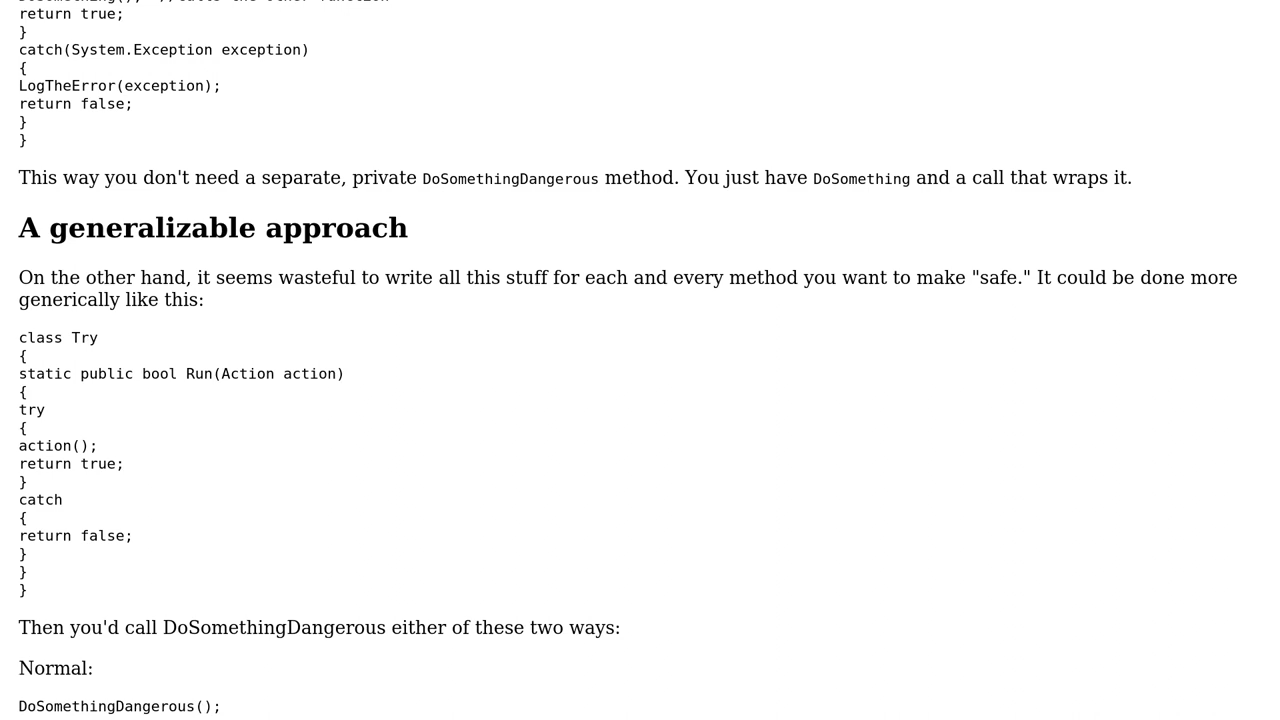 return true;
}
catch(System.Exception exception)
{
LogTheError(exception);
return false;
}
}
This way you don't need a separate, private DoSomethingDangerous method. You just have DoSomething and a call that wraps it.
A generalizable approach
On the other hand, it seems wasteful to write all this stuff for each and every method you want to make "safe." It could be done more
generically like this:
class Try
{
static public bool Run(Action action)
{
try
{
action();
return true;
}
catch
{
return false;
}
}
}
Then you'd call DoSomethingDangerous either of these two ways:
Normal:
DoSomethingDangerous();